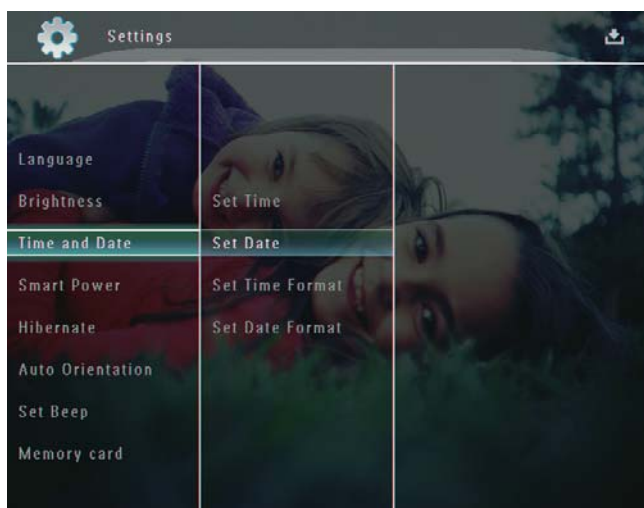 Settings
Language
Brightness
Time and Date
Smart Power
Hibernate
Auto Orientation
Set Beep
Memory card
Set Time
Set Date
Set Time Format
Set Date Format